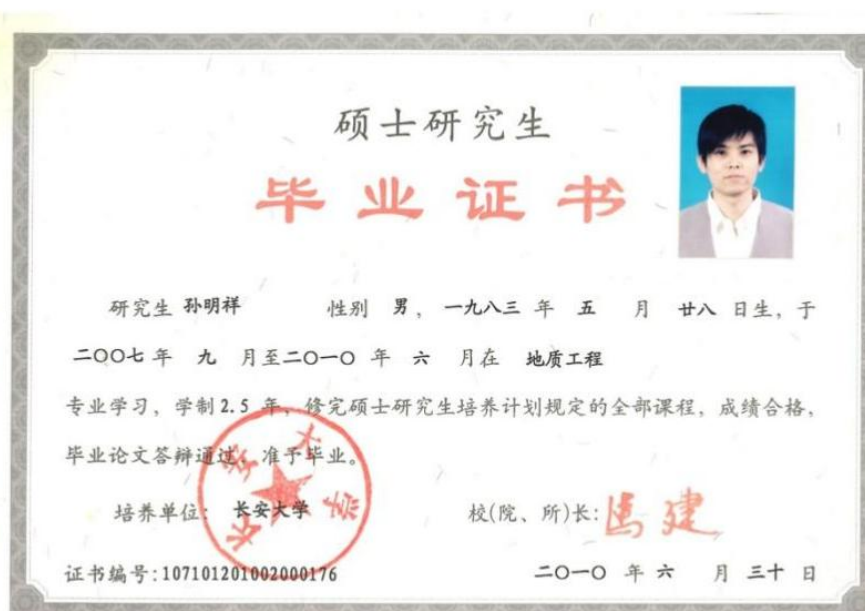 硕士研究生
毕业证书
研究生 孙明祥 性别 男，一九八三 年 五 月 廿八 日生，于
二〇〇七 年 九 月至二〇一〇 年 六 月在 地质工程
专业学习，学制2.5 年，修完硕士研究生培养计划规定的全部课程，成绩合格，
毕业论文答辩通过，准予毕业。
培养单位：长安大学 校(院、所)长：马建
长安大学
证书编号：107101201002000176 二〇一〇 年 六 月 三十 日